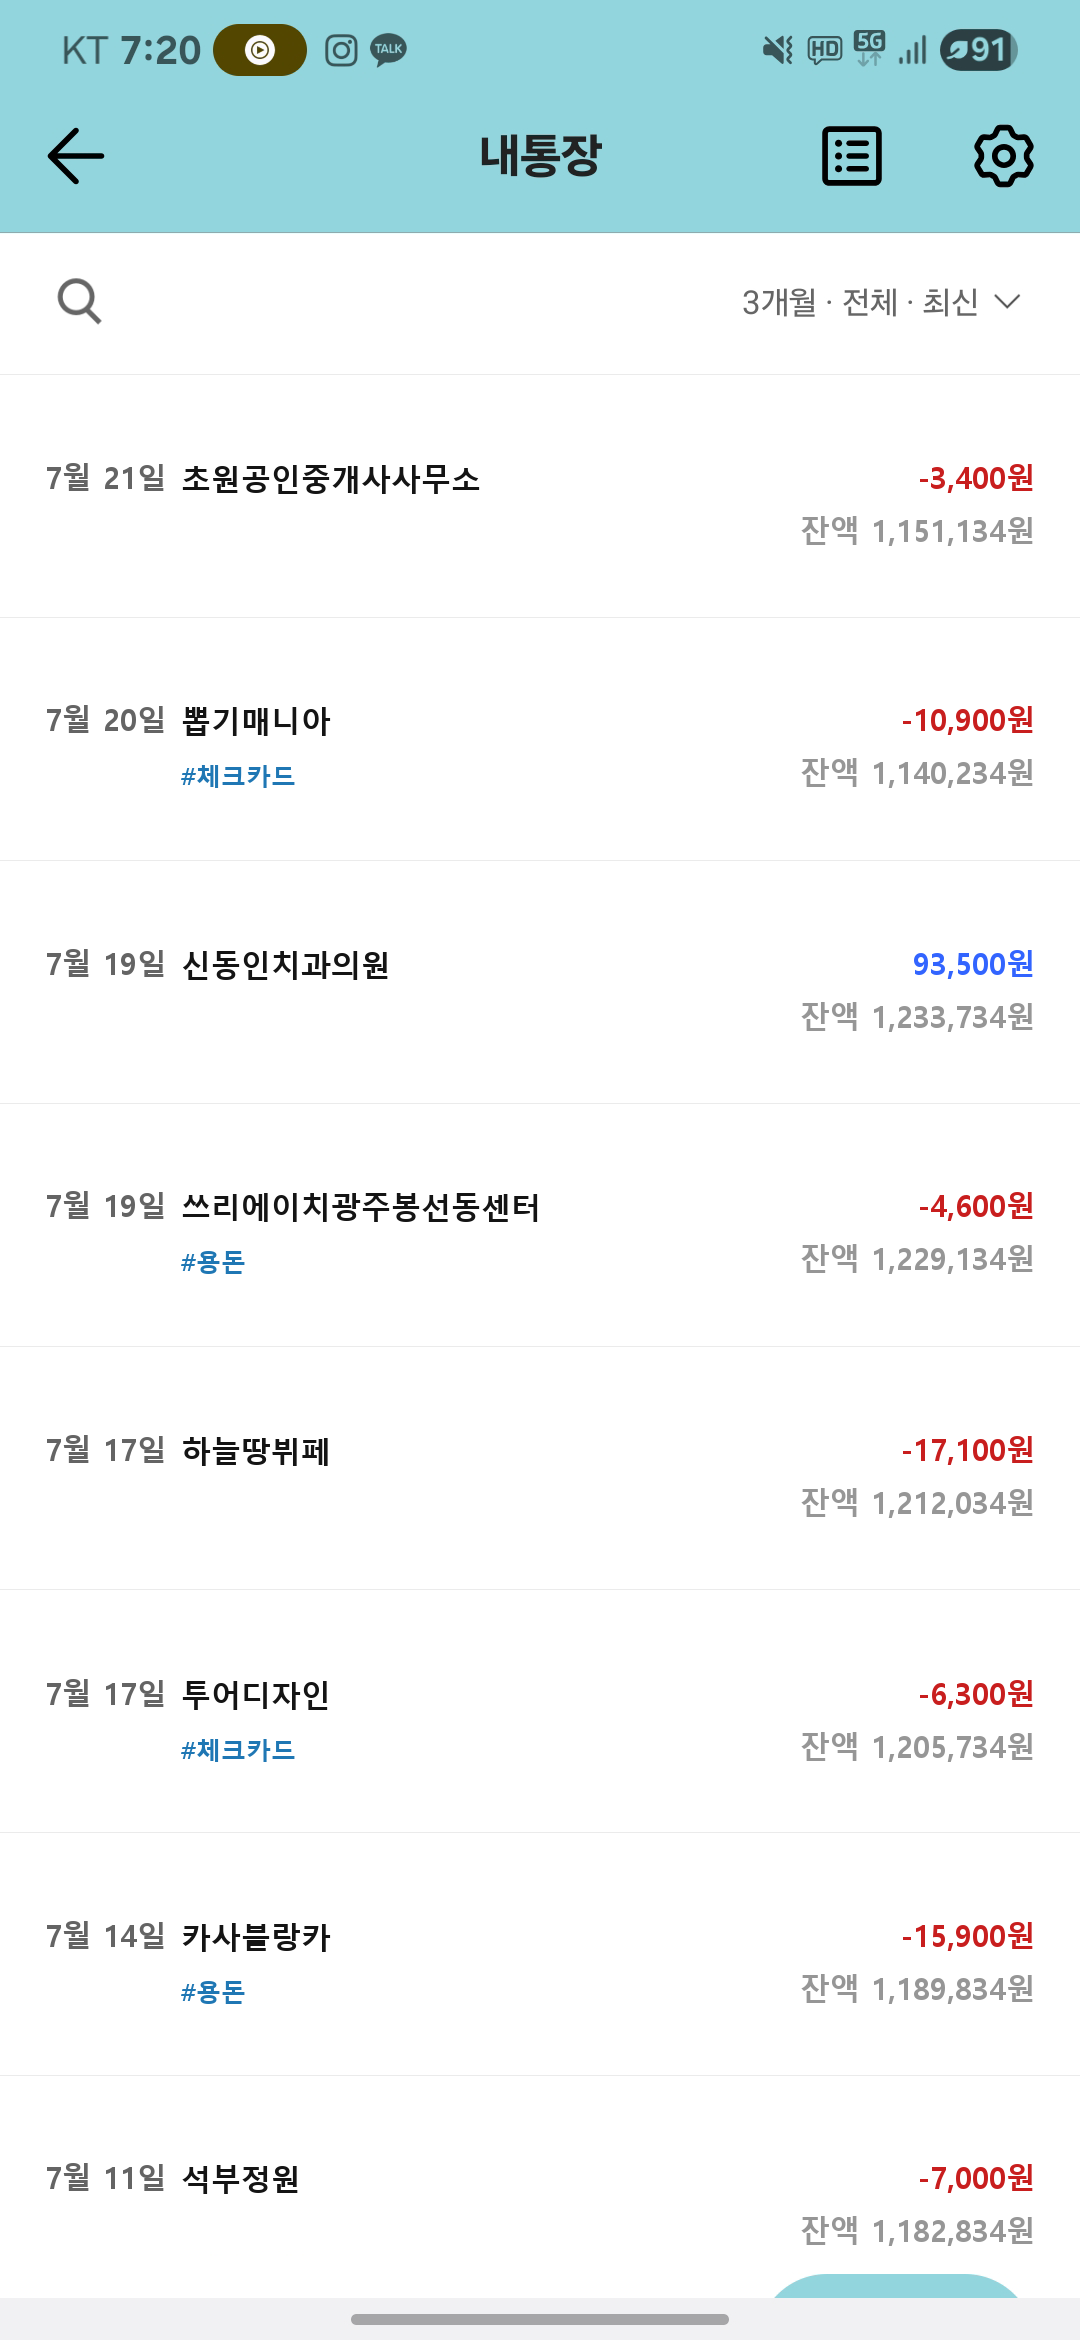 KT 7:20 TALK HD 5G 91
내통장
3개월 · 전체 · 최신
7월 21일 초원공인중개사사무소 -3,400원
잔액 1,151,134원
7월 20일 뽑기매니아 -10,900원
#체크카드 잔액 1,140,234원
7월 19일 신동인치과의원 93,500원
잔액 1,233,734원
7월 19일 쓰리에이치광주봉선동센터 -4,600원
#용돈 잔액 1,229,134원
7월 17일 하늘땅뷔페 -17,100원
잔액 1,212,034원
7월 17일 투어디자인 -6,300원
#체크카드 잔액 1,205,734원
7월 14일 카사블랑카 -15,900원
#용돈 잔액 1,189,834원
7월 11일 석부정원 -7,000원
잔액 1,182,834원